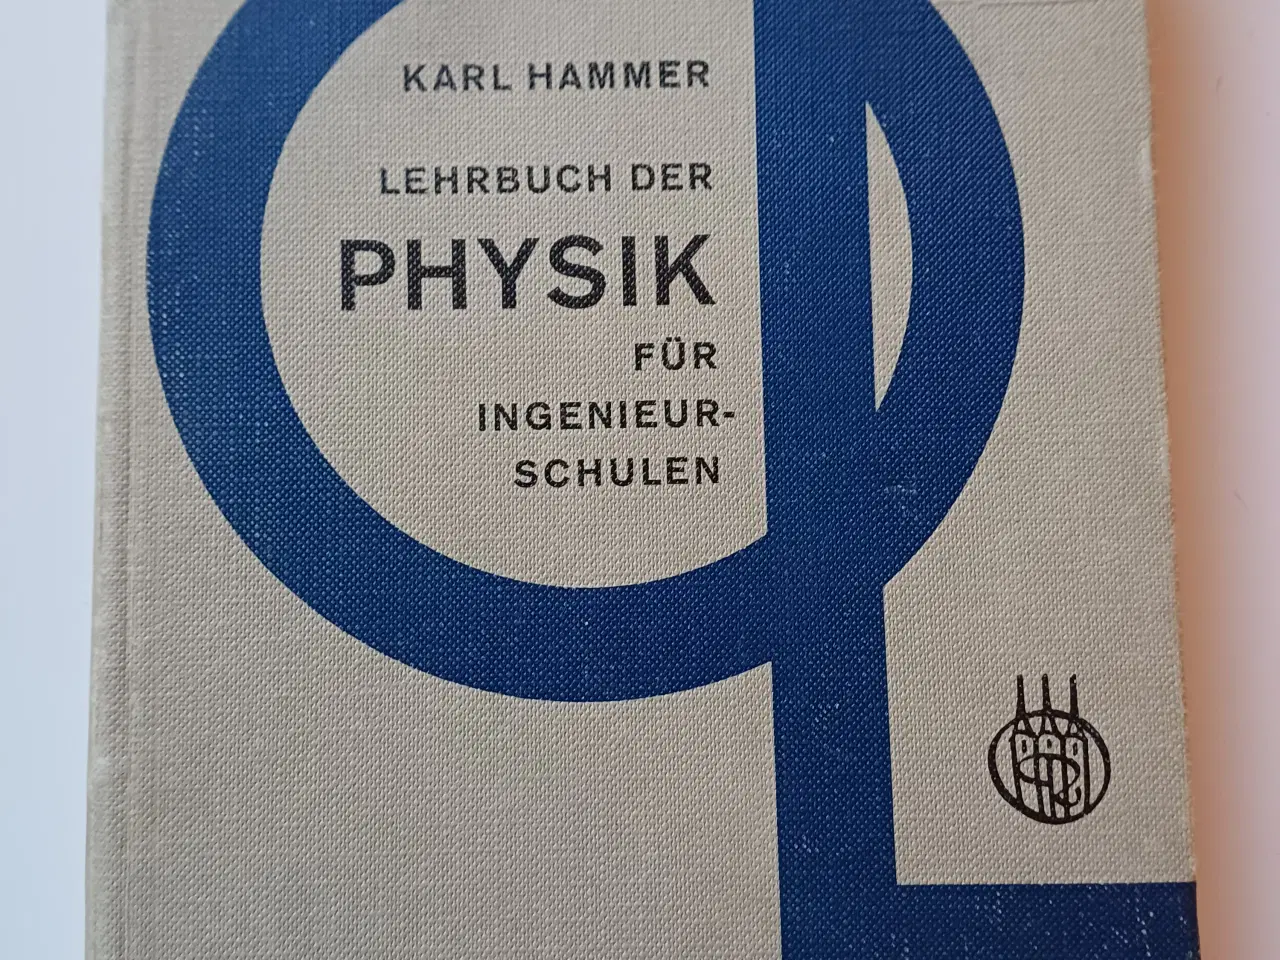 KARL HAMMER
LEHRBUCH DER
PHYSIK
FÜR
INGENIEUR-
SCHULEN